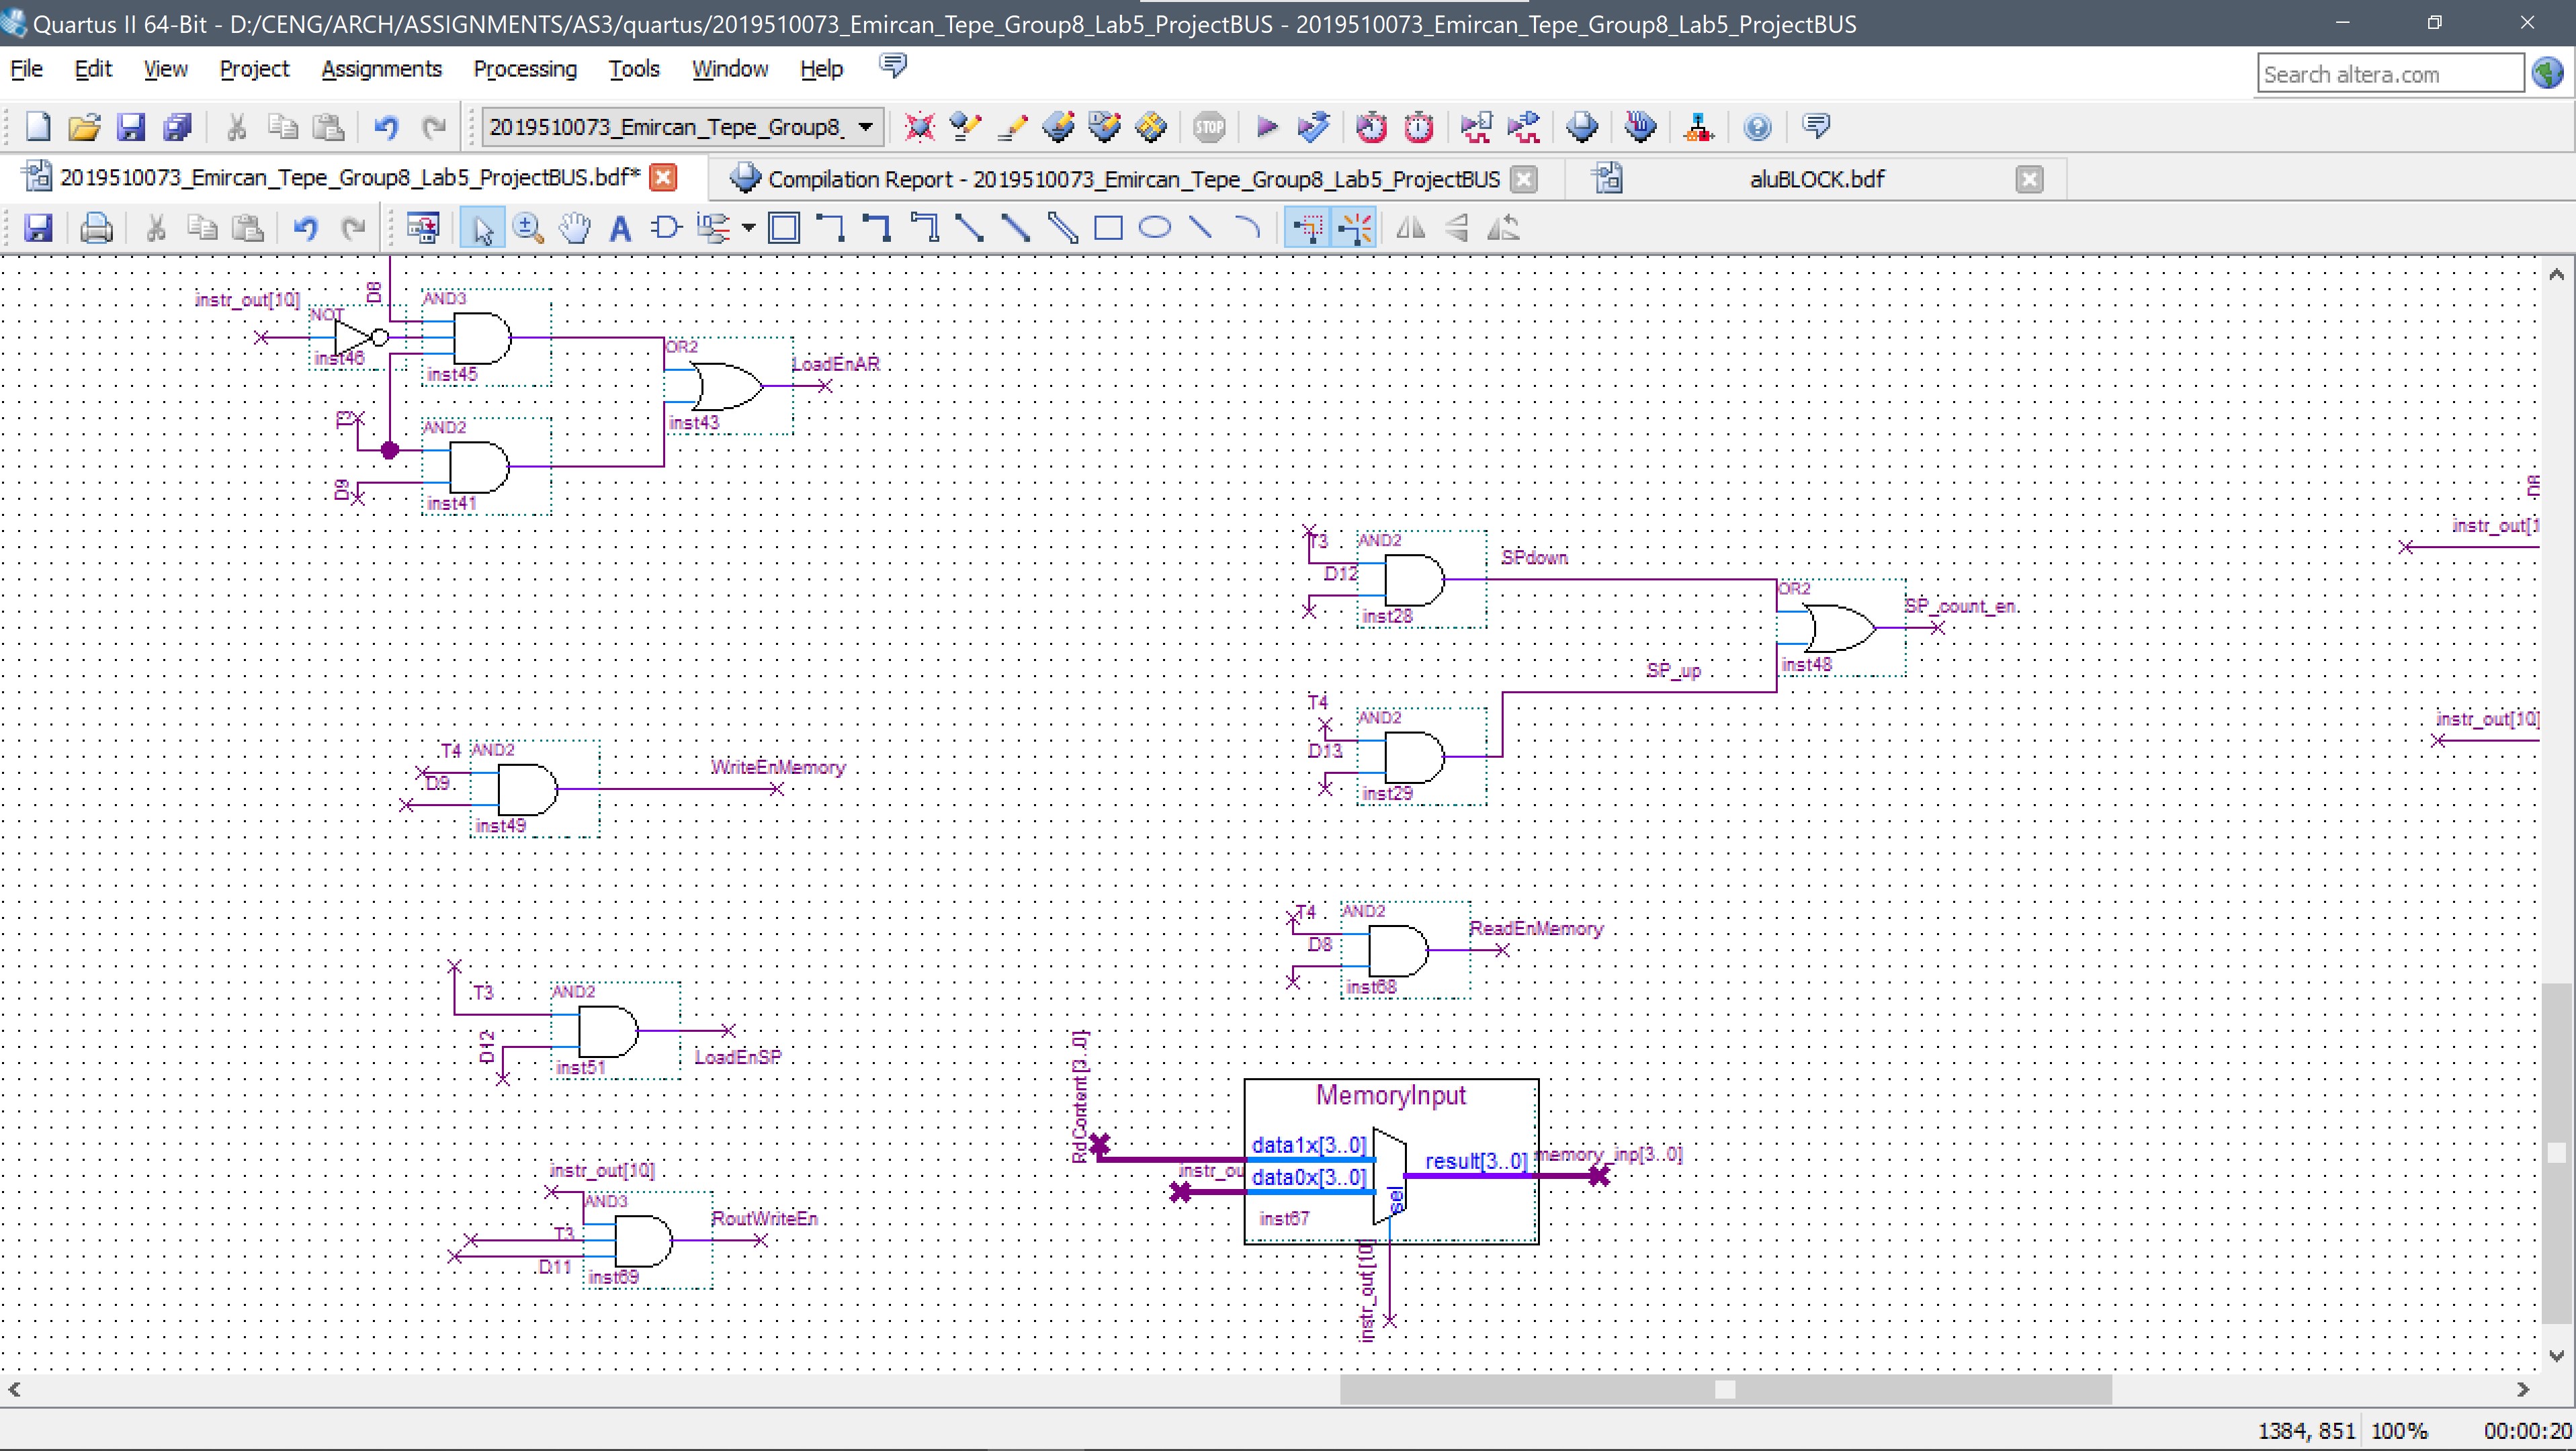 Quartus II 64-Bit - D:/CENG/ARCH/ASSIGNMENTS/AS3/quartus/2019510073_Emircan_Tepe_Group8_Lab5_ProjectBUS - 2019510073_Emircan_Tepe_Group8_Lab5_ProjectBUS
File Edit View Project Assignments Processing Tools Window Help
Search altera.com
2019510073_Emircan_Tepe_Group8_
STOP
2019510073_Emircan_Tepe_Group8_Lab5_ProjectBUS.bdf*
Compilation Report - 2019510073_Emircan_Tepe_Group8_Lab5_ProjectBUS
aluBLOCK.bdf
instr_out[10]
D8
NOT
inst46
AND3
inst45
OR2
LoadEnAR
inst43
T3
AND2
D9
inst41
T3
AND2
SPdown
D12
inst28
OR2
SP_count_en
inst48
SP_up
T4
AND2
D13
inst29
instr_out[1
instr_out[10]
T4
AND2
WriteEnMemory
D9
inst49
T4
AND2
ReadEnMemory
D8
inst68
T3
AND2
D12
inst51
LoadEnSP
RdContent[3..0]
MemoryInput
data1x[3..0]
instr_ou
data0x[3..0]
result[3..0]
memory_inp[3..0]
sel
inst67
instr_out[10]
instr_out[10]
AND3
T3
RoutWriteEn
D11
inst69
1384, 851
100%
00:00:20